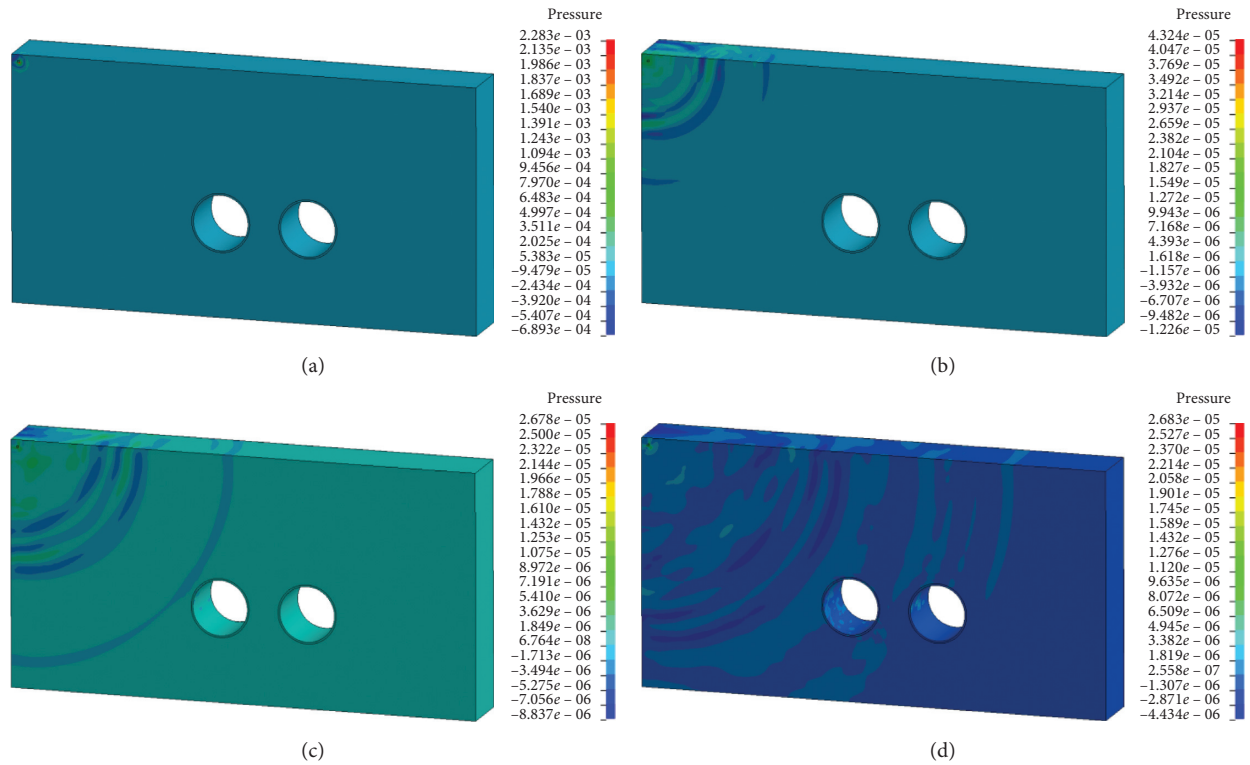 Pressure
2.283e – 03
2.135e – 03
1.986e – 03
1.837e – 03
1.689e – 03
1.540e – 03
1.391e – 03
1.243e – 03
1.094e – 03
9.456e – 04
7.970e – 04
6.483e – 04
4.997e – 04
3.511e – 04
2.025e – 04
5.383e – 05
–9.479e – 05
–2.434e – 04
–3.920e – 04
–5.407e – 04
–6.893e – 04
(a)
Pressure
4.324e – 05
4.047e – 05
3.769e – 05
3.492e – 05
3.214e – 05
2.937e – 05
2.659e – 05
2.382e – 05
2.104e – 05
1.827e – 05
1.549e – 05
1.272e – 05
9.943e – 06
7.168e – 06
4.393e – 06
1.618e – 06
–1.157e – 06
–3.932e – 06
–6.707e – 06
–9.482e – 06
–1.226e – 05
(b)
Pressure
2.678e – 05
2.500e – 05
2.322e – 05
2.144e – 05
1.966e – 05
1.788e – 05
1.610e – 05
1.432e – 05
1.253e – 05
1.075e – 05
8.972e – 06
7.191e – 06
5.410e – 06
3.629e – 06
1.849e – 06
6.764e – 08
–1.713e – 06
–3.494e – 06
–5.275e – 06
–7.056e – 06
–8.837e – 06
(c)
Pressure
2.683e – 05
2.527e – 05
2.370e – 05
2.214e – 05
2.058e – 05
1.901e – 05
1.745e – 05
1.589e – 05
1.432e – 05
1.276e – 05
1.120e – 05
9.635e – 06
8.072e – 06
6.509e – 06
4.945e – 06
3.382e – 06
1.819e – 06
2.558e – 07
–1.307e – 06
–2.871e – 06
–4.434e – 06
(d)